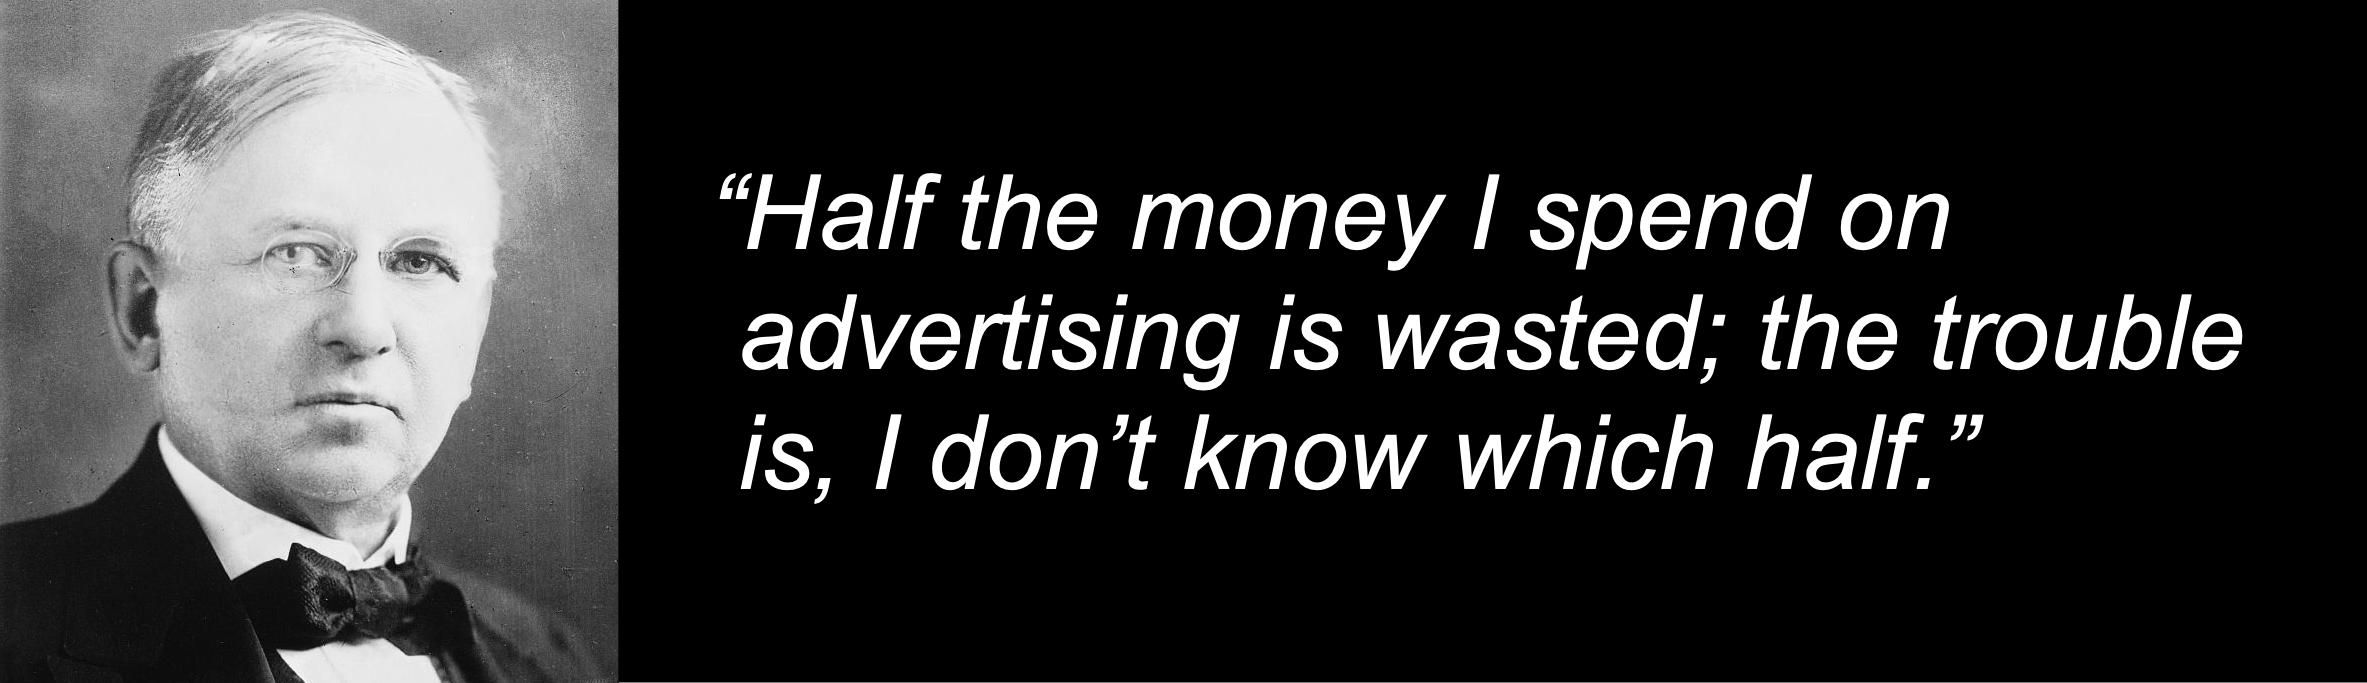 “Half the money I spend on
advertising is wasted; the trouble
is, I don’t know which half.”